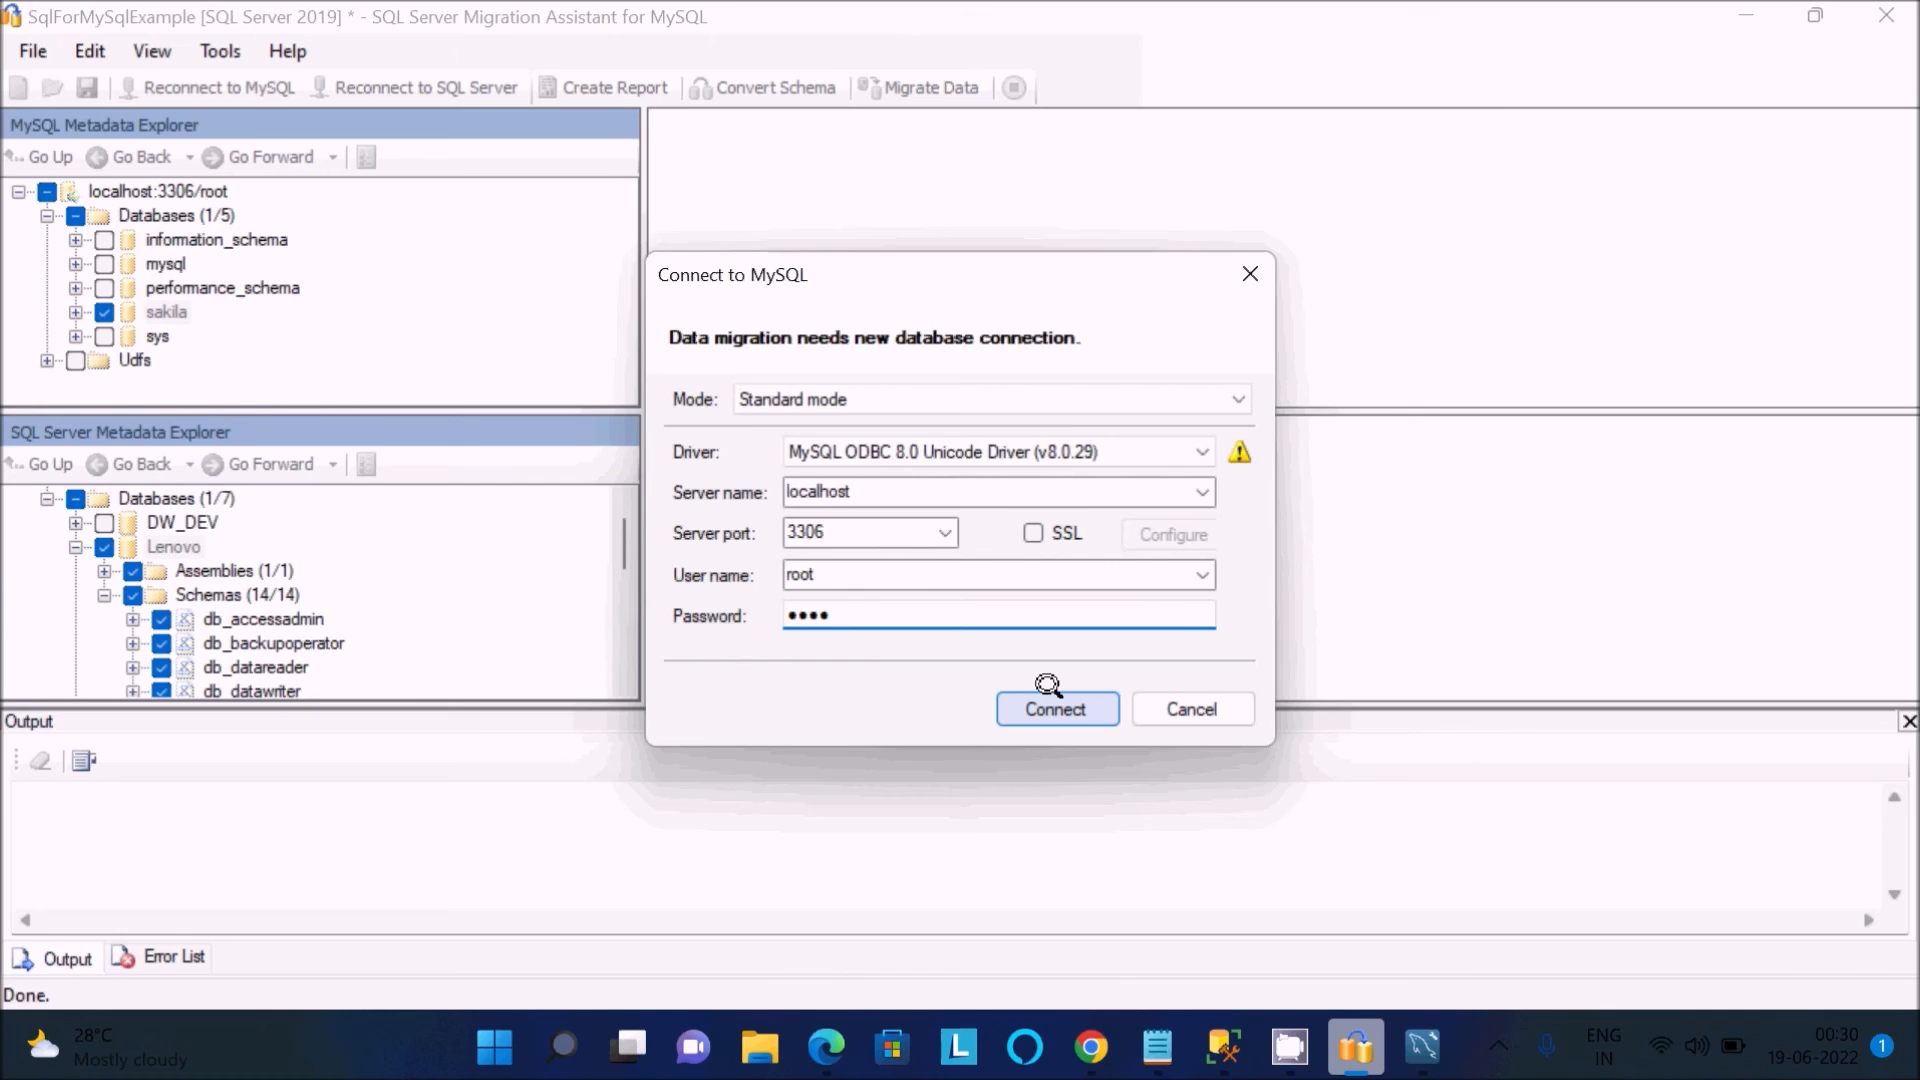 SqlForMySqlExample [SQL Server 2019] * - SQL Server Migration Assistant for MySQL
File Edit View Tools Help
Reconnect to MySQL Reconnect to SQL Server Create Report Convert Schema Migrate Data
MySQL Metadata Explorer
Go Up Go Back Go Forward
localhost:3306/root
Databases (1/5)
information_schema
mysql
performance_schema
sakila
sys
Udfs
SQL Server Metadata Explorer
Go Up Go Back Go Forward
Databases (1/7)
DW_DEV
Lenovo
Assemblies (1/1)
Schemas (14/14)
db_accessadmin
db_backupoperator
db_datareader
db_datawriter
Connect to MySQL
Data migration needs new database connection.
Mode: Standard mode
Driver: MySQL ODBC 8.0 Unicode Driver (v8.0.29)
Server name: localhost
Server port: 3306 SSL Configure
User name: root
Password: ••••
Connect Cancel
Output
Output Error List
Done.
28°C
Mostly cloudy
L
ENG
IN
00:30
19-06-2022
1